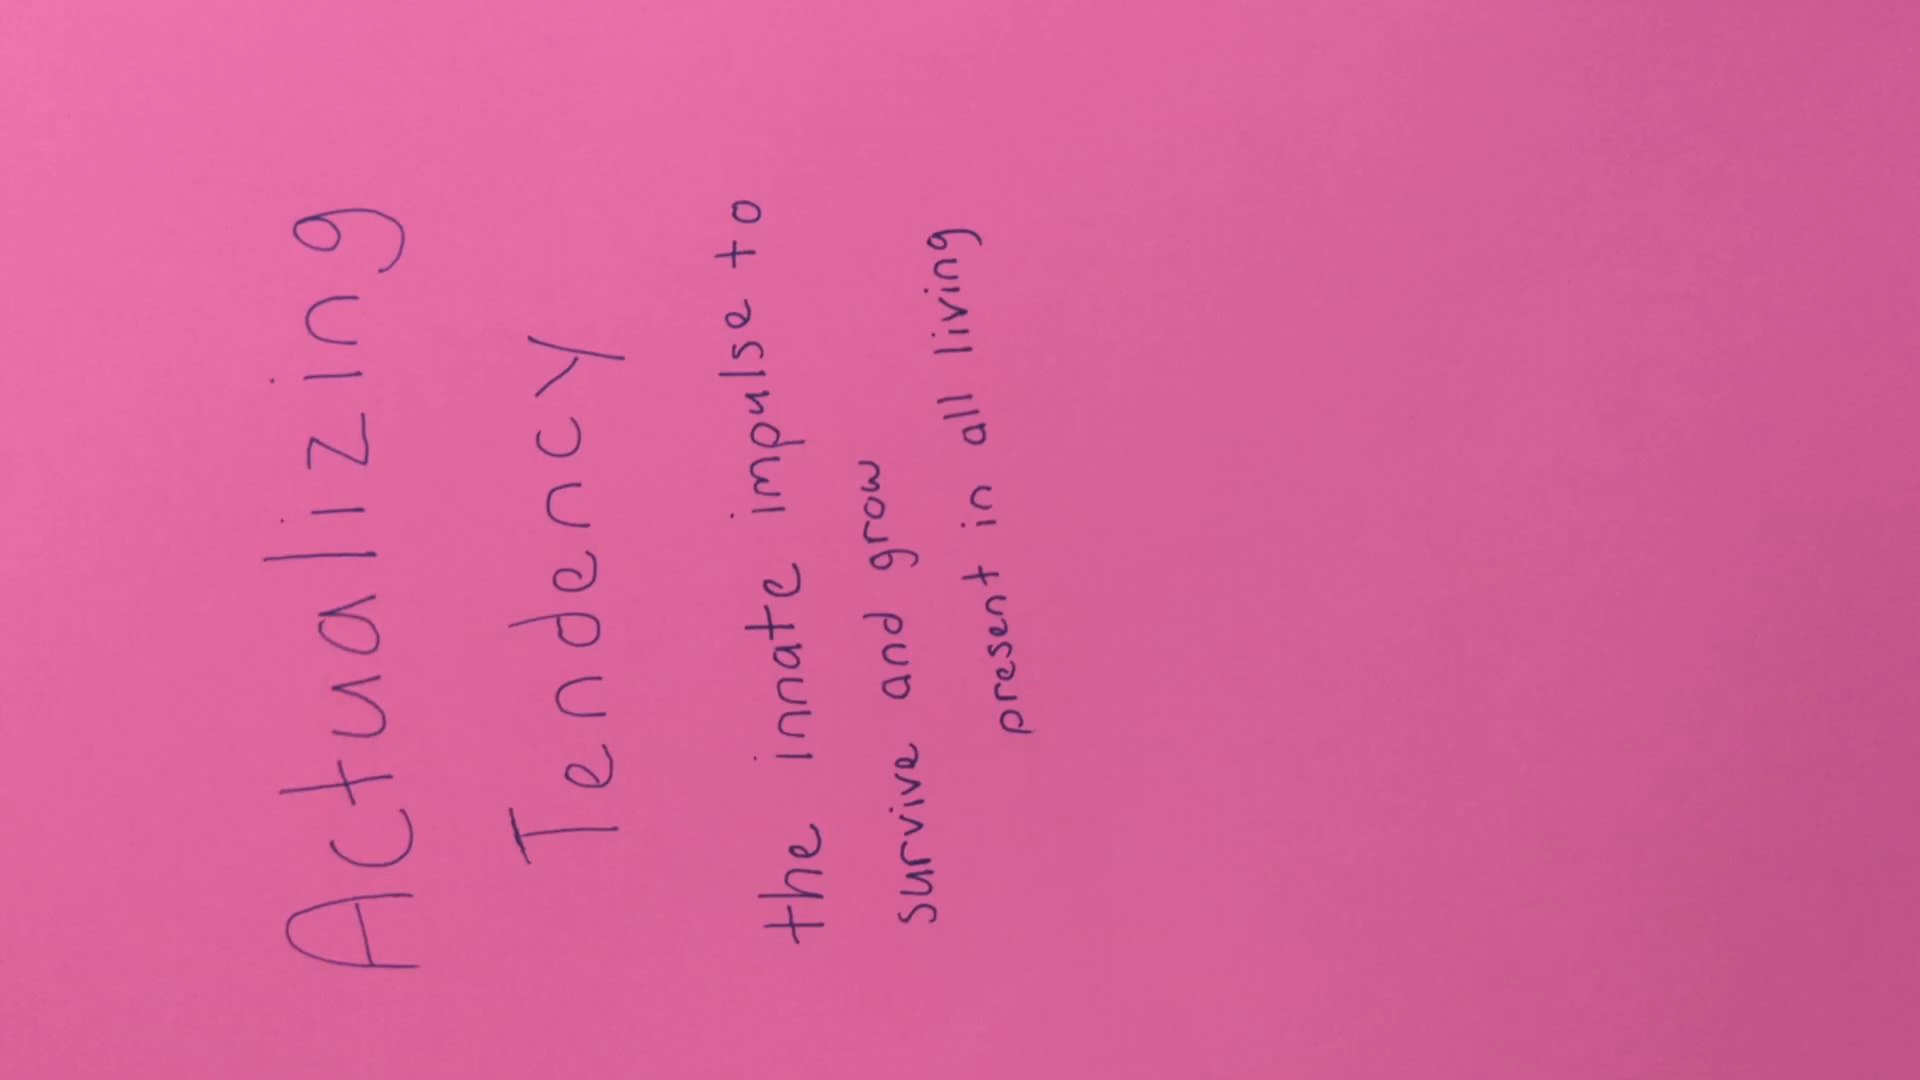 Actualizing
Tendency
the innate impulse to
survive and grow
present in all living